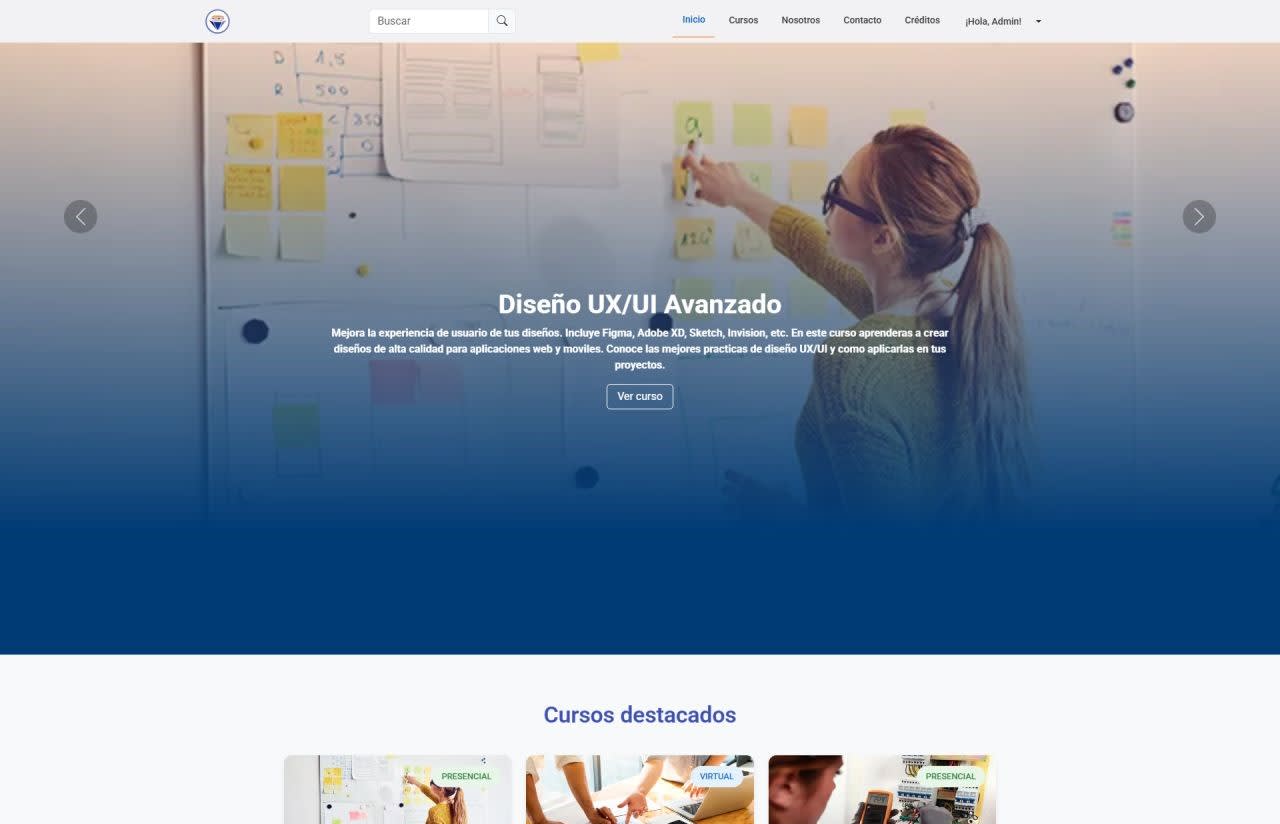 Buscar
Inicio
Cursos
Nosotros
Contacto
Créditos
¡Hola, Admin!
D 1,5
R 500
C 350
0
a
Diseño UX/UI Avanzado
Mejora la experiencia de usuario de tus diseños. Incluye Figma, Adobe XD, Sketch, Invision, etc. En este curso aprenderas a crear
diseños de alta calidad para aplicaciones web y moviles. Conoce las mejores practicas de diseño UX/UI y como aplicarlas en tus
proyectos.
Ver curso
Cursos destacados
PRESENCIAL
VIRTUAL
PRESENCIAL